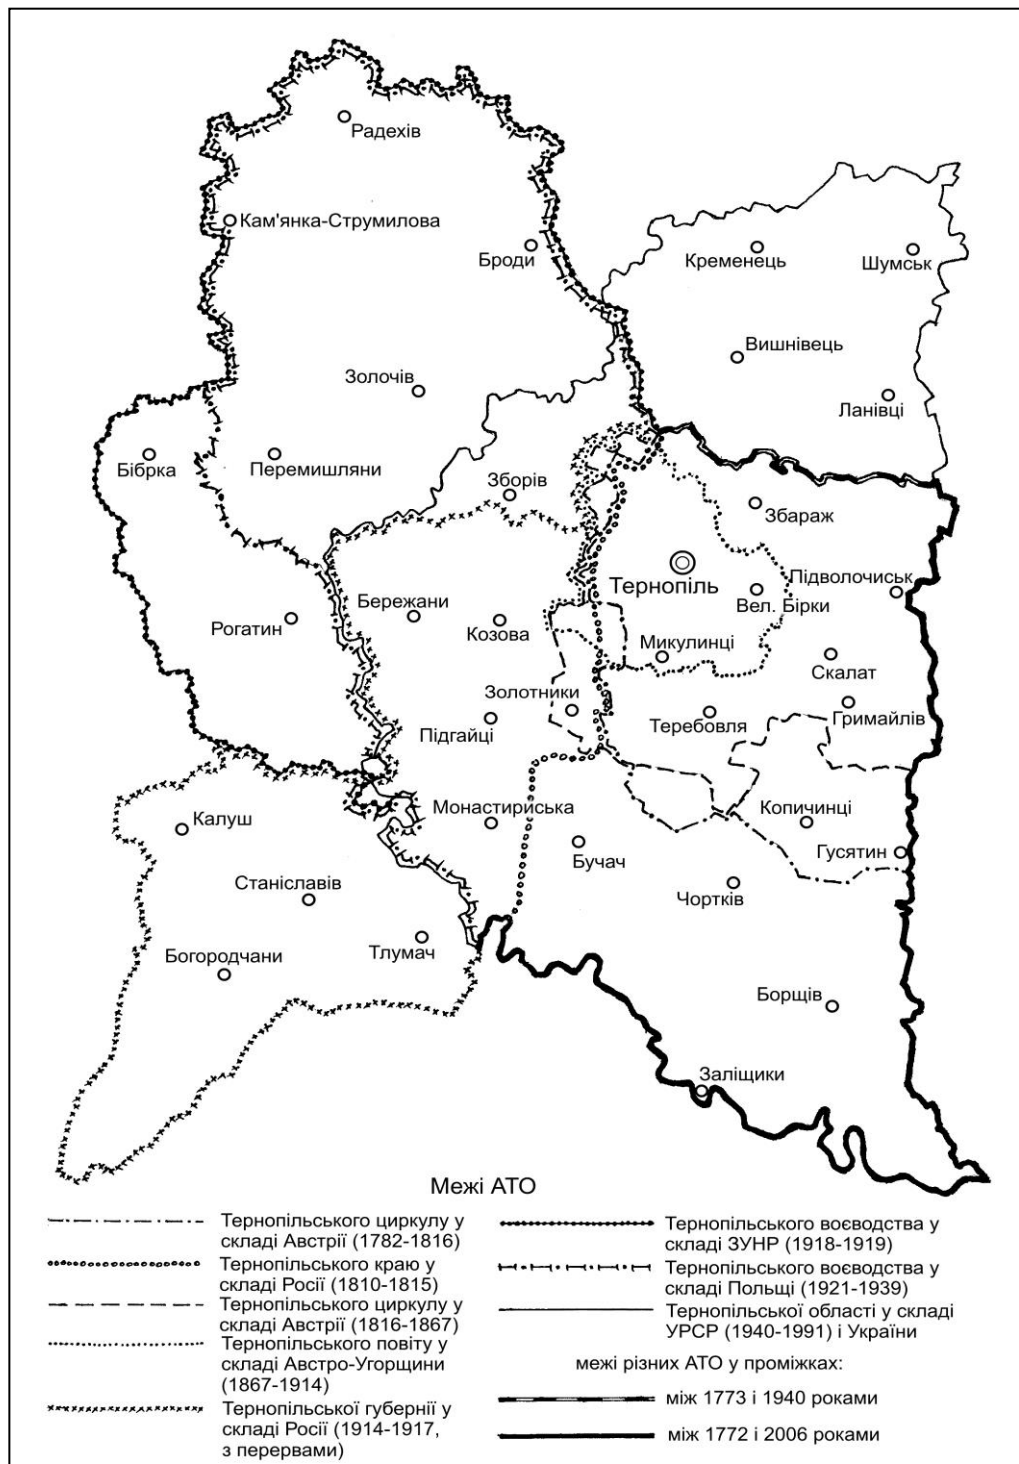 Радехів
Кам'янка-Струмилова
Броди
Кременець
Шумськ
Вишнівець
Золочів
Ланівці
Бібрка
Перемишляни
Зборів
Збараж
Тернопіль
Підволочиськ
Вел. Бірки
Бережани
Рогатин
Козова
Микулинці
Скалат
Золотники
Гримайлів
Теребовля
Підгайці
Монастириська
Копичинці
Калуш
Бучач
Гусятин
Станіславів
Чортків
Тлумач
Богородчани
Борщів
Заліщики
Межі АТО
Тернопільського циркулу у
складі Австрії (1782-1816)
Тернопільського краю у
складі Росії (1810-1815)
Тернопільського циркулу у
складі Австрії (1816-1867)
Тернопільського повіту у
складі Австро-Угорщини
(1867-1914)
Тернопільської губернії у
складі Росії (1914-1917,
з перервами)
Тернопільського воєводства у
складі ЗУНР (1918-1919)
Тернопільського воєводства у
складі Польщі (1921-1939)
Тернопільської області у складі
УРСР (1940-1991) і України
межі різних АТО у проміжках:
між 1773 і 1940 роками
між 1772 і 2006 роками